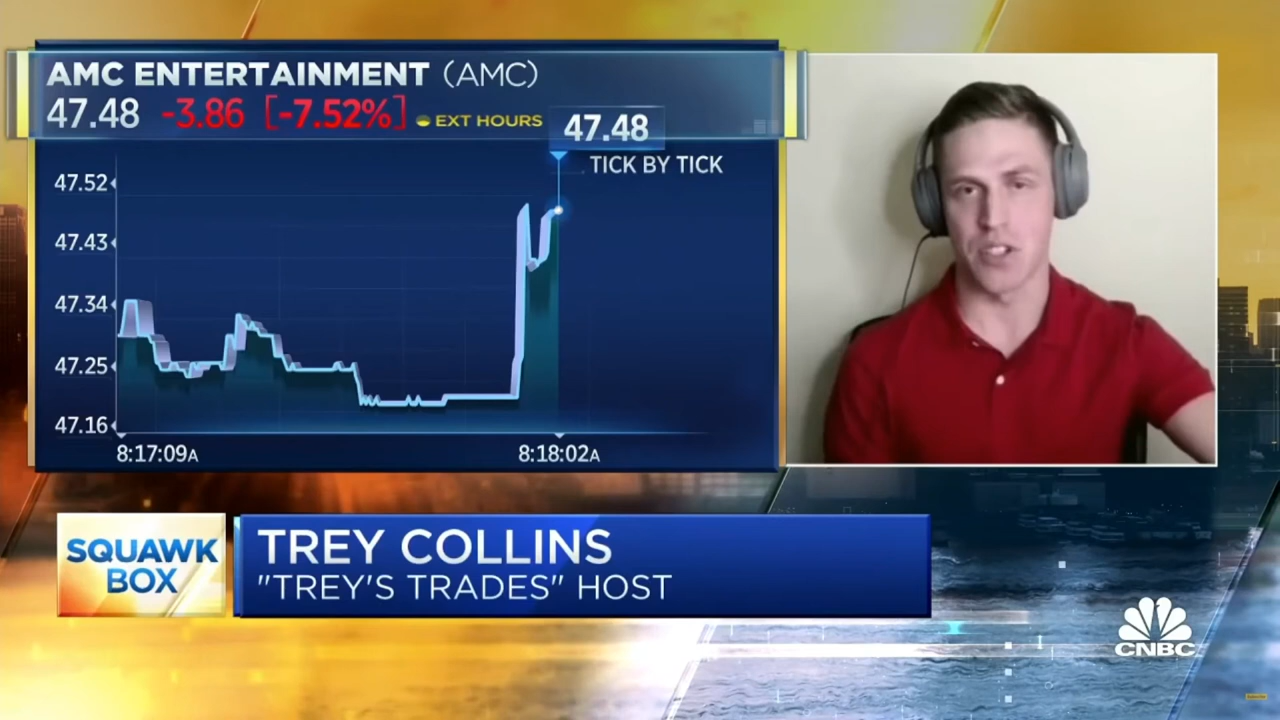 AMC ENTERTAINMENT (AMC)
47.48 -3.86 [-7.52%] EXT HOURS
47.48
TICK BY TICK
47.52
47.43
47.34
47.25
47.16
8:17:09A
8:18:02A
SQUAWK
BOX
TREY COLLINS
"TREY'S TRADES" HOST
CNBC